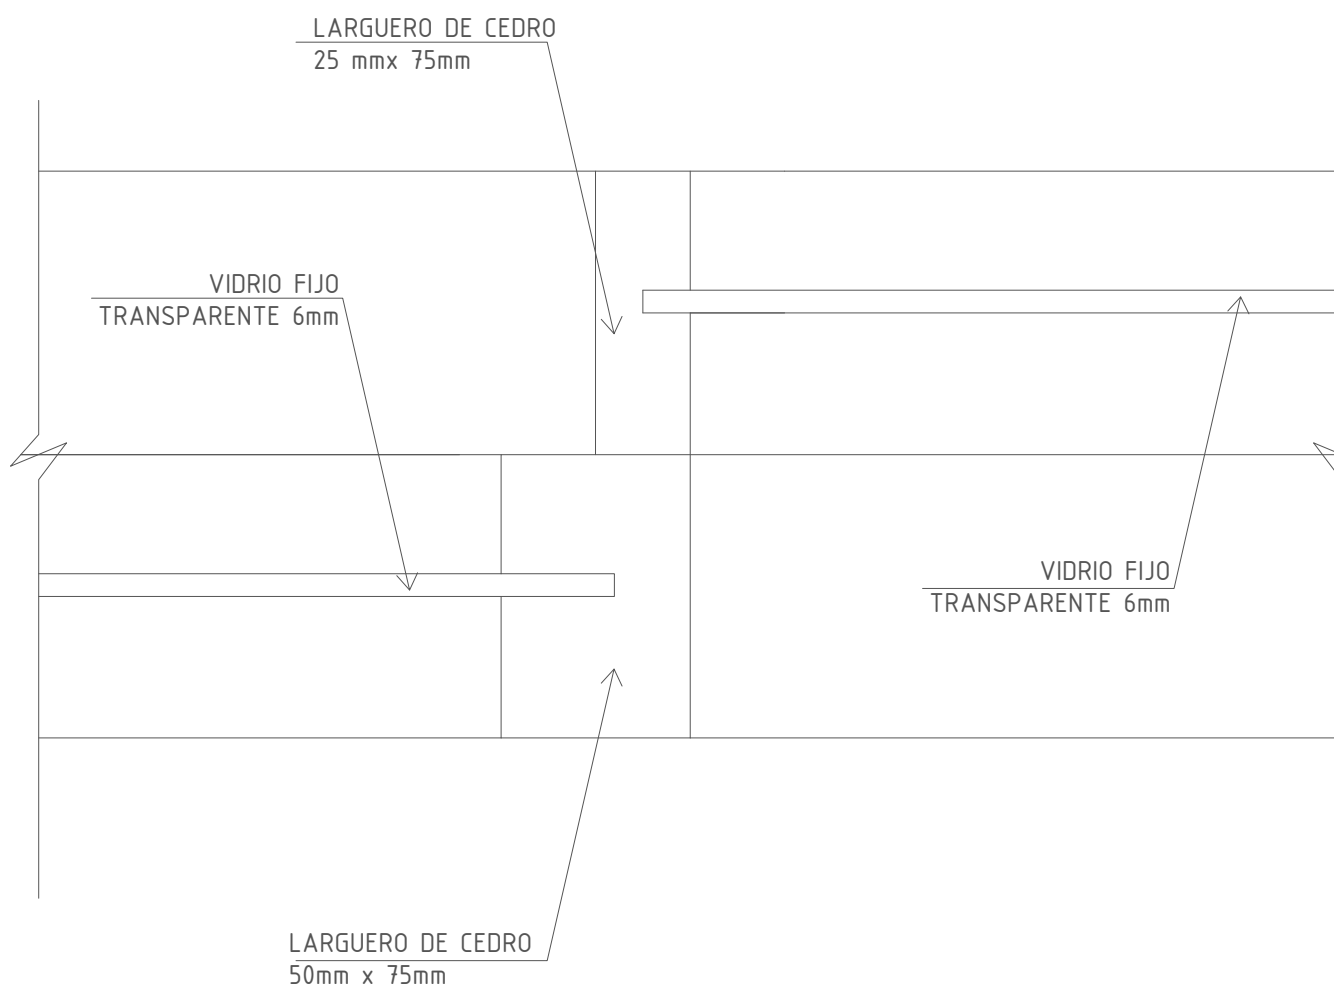 LARGUERO DE CEDRO
25 mmx 75mm
VIDRIO FIJO
TRANSPARENTE 6mm
VIDRIO FIJO
TRANSPARENTE 6mm
LARGUERO DE CEDRO
50mm x 75mm